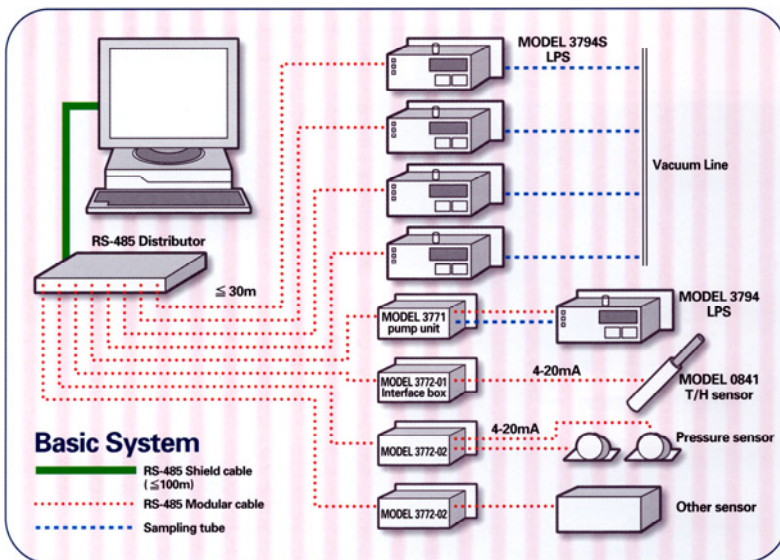 MODEL 3794S
LPS
Vacuum Line
RS-485 Distributor
≦ 30m
MODEL 3771
pump unit
MODEL 3794
LPS
MODEL 3772-01
Interface box
4-20mA
MODEL 0841
T/H sensor
Basic System
4-20mA
MODEL 3772-02
Pressure sensor
RS-485 Shield cable
(≦100m)
RS-485 Modular cable
Sampling tube
MODEL 3772-02
Other sensor